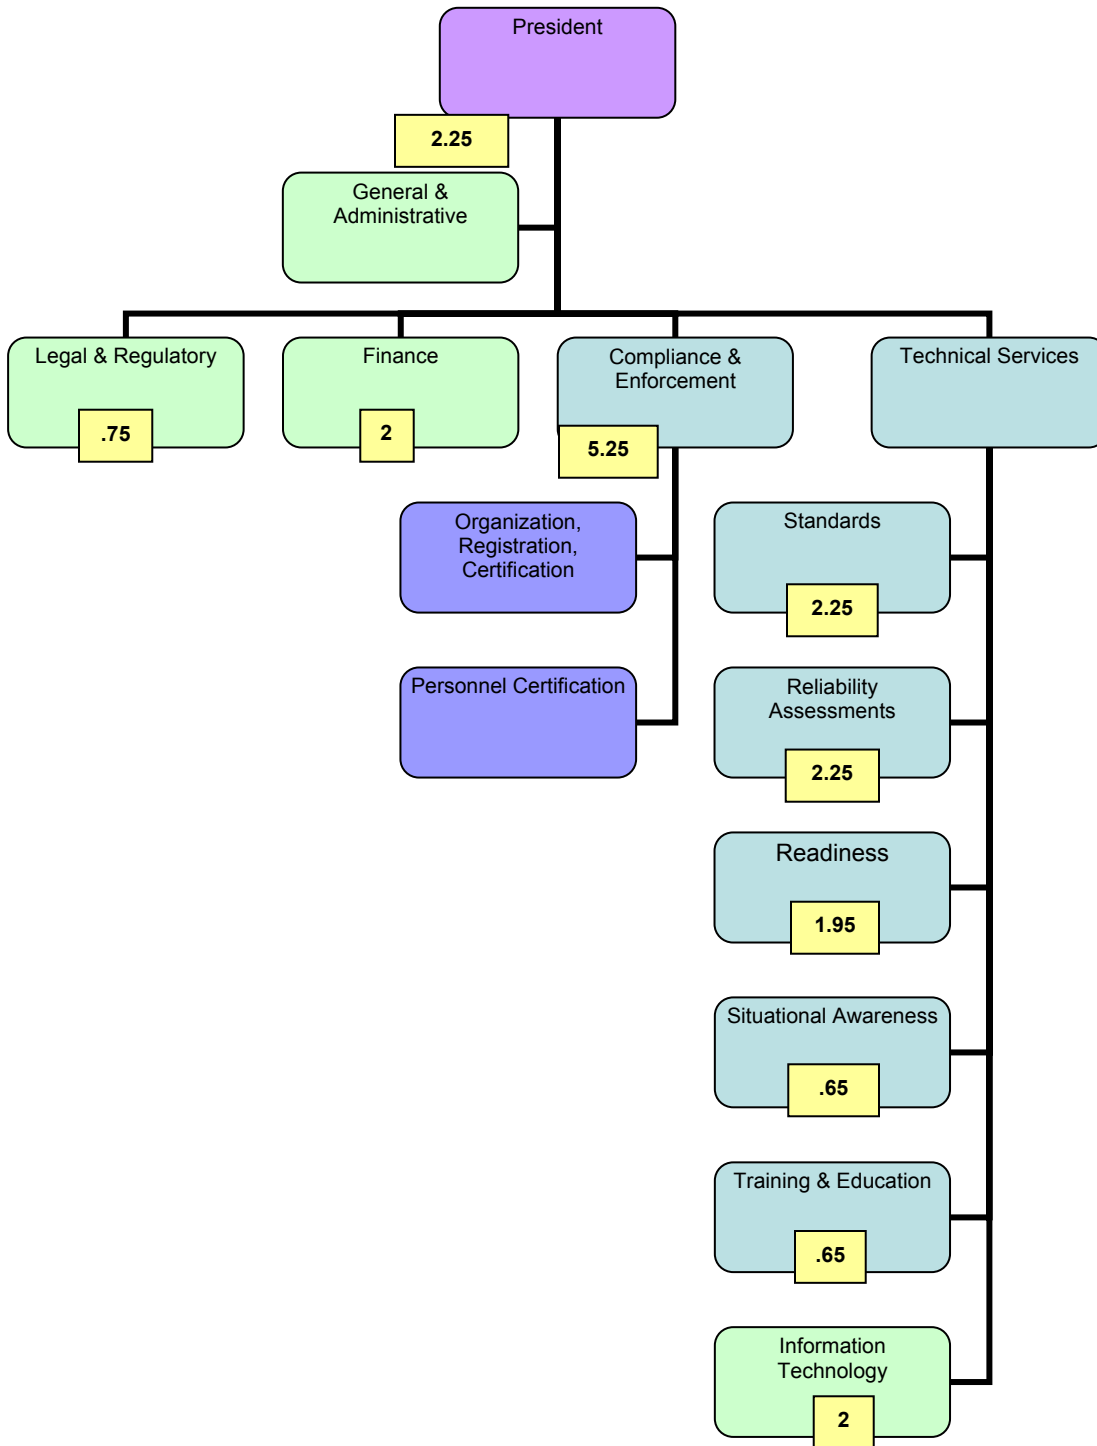 President
2.25
General &
Administrative
Legal & Regulatory
.75
Finance
2
Compliance &
Enforcement
5.25
Technical Services
Organization,
Registration,
Certification
Personnel Certification
Standards
2.25
Reliability
Assessments
2.25
Readiness
1.95
Situational Awareness
.65
Training & Education
.65
Information
Technology
2